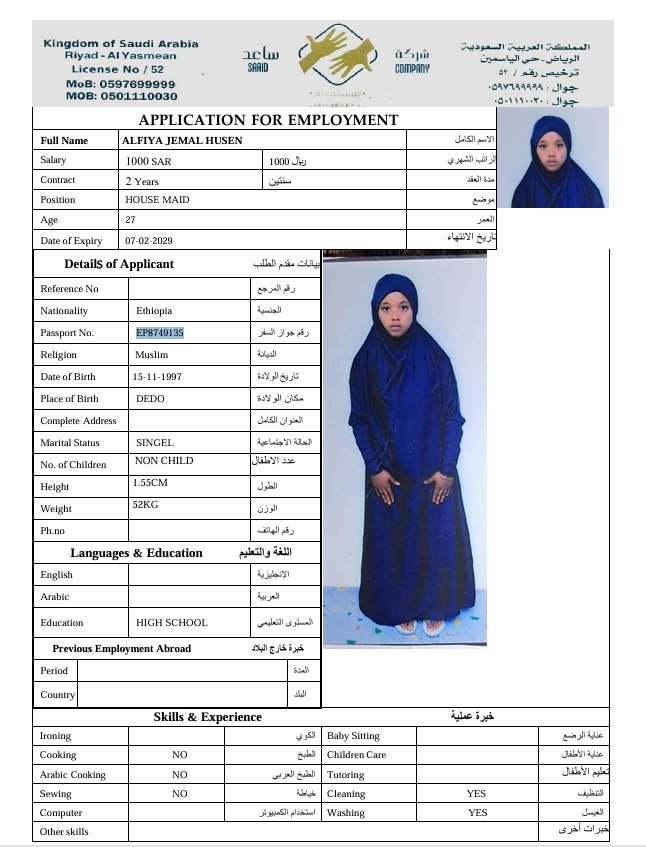 Kingdom of Saudi Arabia
Riyad - Al Yasmean
License No / 52
MoB: 0597699999
MOB: 0501110030
ساعد
SAAID
شركة
COMPANY
المملكة العربية السعودية
الرياض-حى الياسمين
ترخيص رقم / ٥٢
جوال : ٠٥٩٧٦٩٩٩٩٩
جوال : ٠٥٠١١١٠٠٣٠
APPLICATION FOR EMPLOYMENT
Full Name ALFIYA JEMAL HUSEN الاسم الكامل
Salary 1000 SAR 1000 ريال الراتب الشهري
Contract 2 Years سنتين مدة العقد
Position HOUSE MAID موضع
Age 27 العمر
Date of Expiry 07-02-2029 تاريخ الانتهاء
Details of Applicant بيانات مقدم الطلب
Reference No رقم المرجع
Nationality Ethiopia الجنسية
Passport No. EP8749135 رقم جواز السفر
Religion Muslim الديانة
Date of Birth 15-11-1997 تاريخ الولادة
Place of Birth DEDO مكان الولادة
Complete Address العنوان الكامل
Marital Status SINGEL الحالة الاجتماعية
No. of Children NON CHILD عدد الاطفال
Height 1.55CM الطول
Weight 52KG الوزن
Ph.no رقم الهاتف
Languages & Education اللغة والتعليم
English الإنجليزية
Arabic العربية
Education HIGH SCHOOL المستوى التعليمي
Previous Employment Abroad خبرة خارج البلاد
Period المدة
Country البلد
Skills & Experience خبرة عملية
Ironing الكوي Baby Sitting عناية الرضع
Cooking NO الطبخ Children Care عناية الأطفال
Arabic Cooking NO الطبخ العربي Tutoring تعليم الأطفال
Sewing NO خياطة Cleaning YES التنظيف
Computer استخدام الكمبيوتر Washing YES الغيسل
Other skills خبرات أخرى